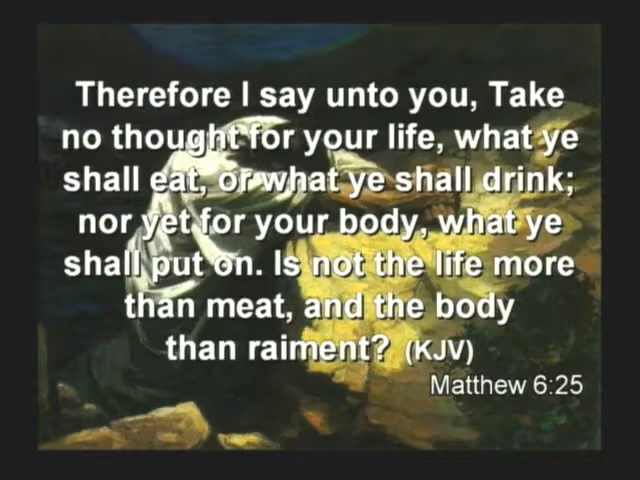 Therefore I say unto you, Take
no thought for your life, what ye
shall eat, or what ye shall drink;
nor yet for your body, what ye
shall put on. Is not the life more
than meat, and the body
than raiment? (KJV)
Matthew 6:25